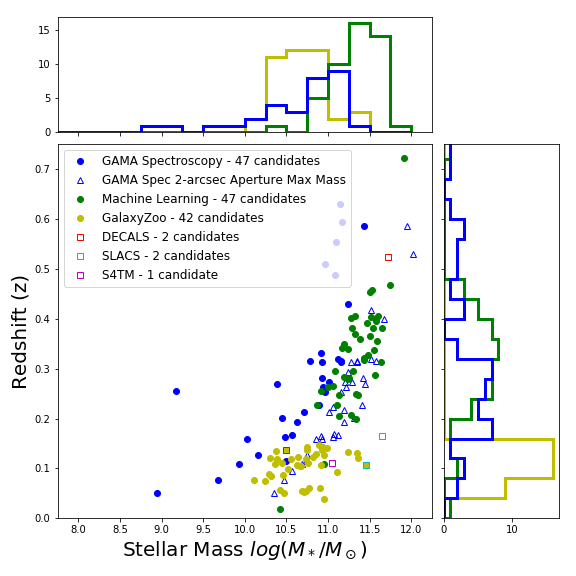 15
10
5
0
0.7
0.6
0.5
0.4
0.3
0.2
0.1
0.0
Redshift (z)
GAMA Spectroscopy - 47 candidates
GAMA Spec 2-arcsec Aperture Max Mass
Machine Learning - 47 candidates
GalaxyZoo - 42 candidates
DECALS - 2 candidates
SLACS - 2 candidates
S4TM - 1 candidate
8.0 8.5 9.0 9.5 10.0 10.5 11.0 11.5 12.0
Stellar Mass log(M_*/M_⊙)
0 10